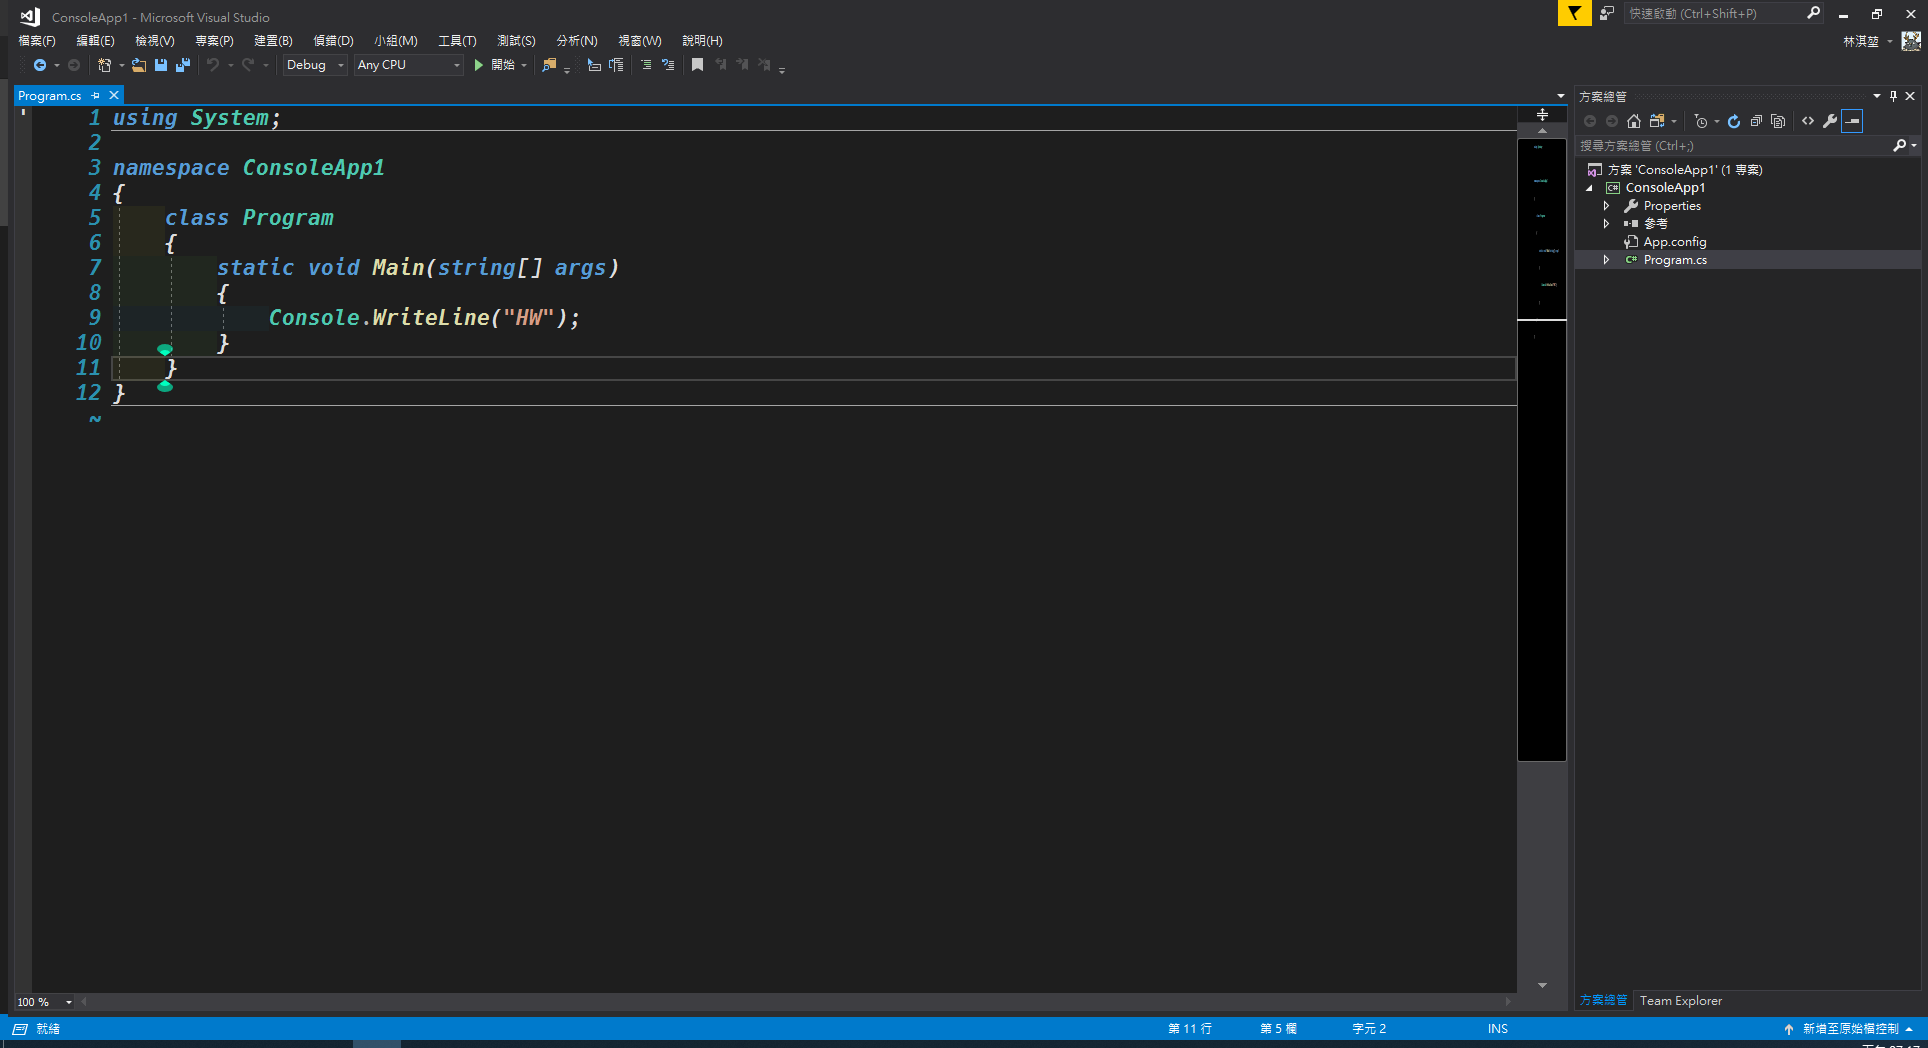 ConsoleApp1 - Microsoft Visual Studio
快速啟動 (Ctrl+Shift+P)
檔案(F) 編輯(E) 檢視(V) 專案(P) 建置(B) 偵錯(D) 小組(M) 工具(T) 測試(S) 分析(N) 視窗(W) 說明(H)
林淇堃
Debug Any CPU 開始
Program.cs
1 using System;
2
3 namespace ConsoleApp1
4 {
5 class Program
6 {
7 static void Main(string[] args)
8 {
9 Console.WriteLine("HW");
10 }
11 }
12 }
~
方案總管
搜尋方案總管 (Ctrl+;)
方案 'ConsoleApp1' (1 專案)
C# ConsoleApp1
Properties
參考
App.config
C# Program.cs
100 %
方案總管 Team Explorer
就緒 第 11 行 第 5 欄 字元 2 INS 新增至原始檔控制